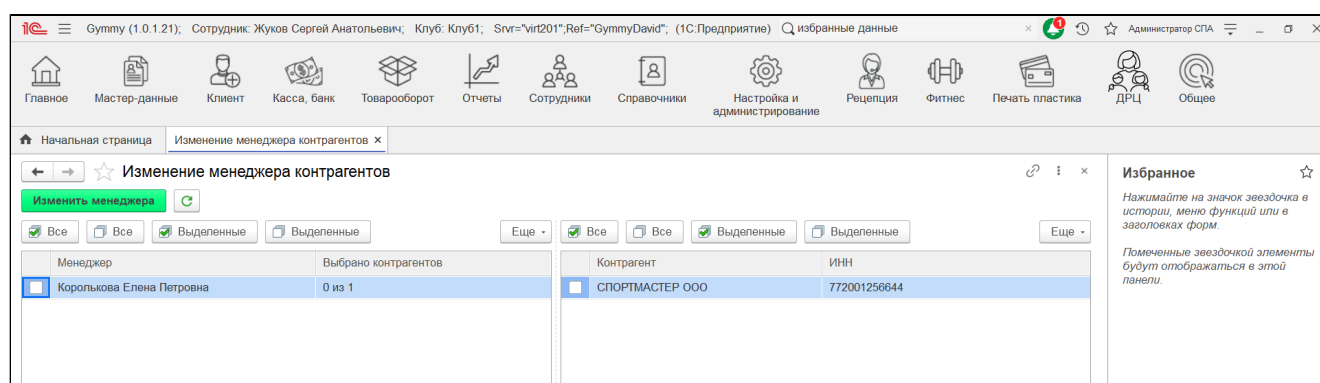 Gymmy (1.0.1.21); Сотрудник: Жуков Сергей Анатольевич; Клуб: Клуб1; Srvr="virt201";Ref="GymmyDavid"; (1С:Предприятие) избранные данные 1 Администратор СПА
Главное Мастер-данные Клиент Касса, банк Товарооборот Отчеты Сотрудники Справочники Настройка и администрирование Рецепция Фитнес Печать пластика ДРЦ Общее
Начальная страница Изменение менеджера контрагентов ×
Изменение менеджера контрагентов
Изменить менеджера
Все Все Выделенные Выделенные Еще Все Все Выделенные Выделенные Еще
Менеджер Выбрано контрагентов Контрагент ИНН
Королькова Елена Петровна 0 из 1 СПОРТМАСТЕР ООО 772001256644
Избранное
Нажимайте на значок звездочка в
истории, меню функций или в
заголовках форм.
Помеченные звездочкой элементы
будут отображаться в этой
панели.